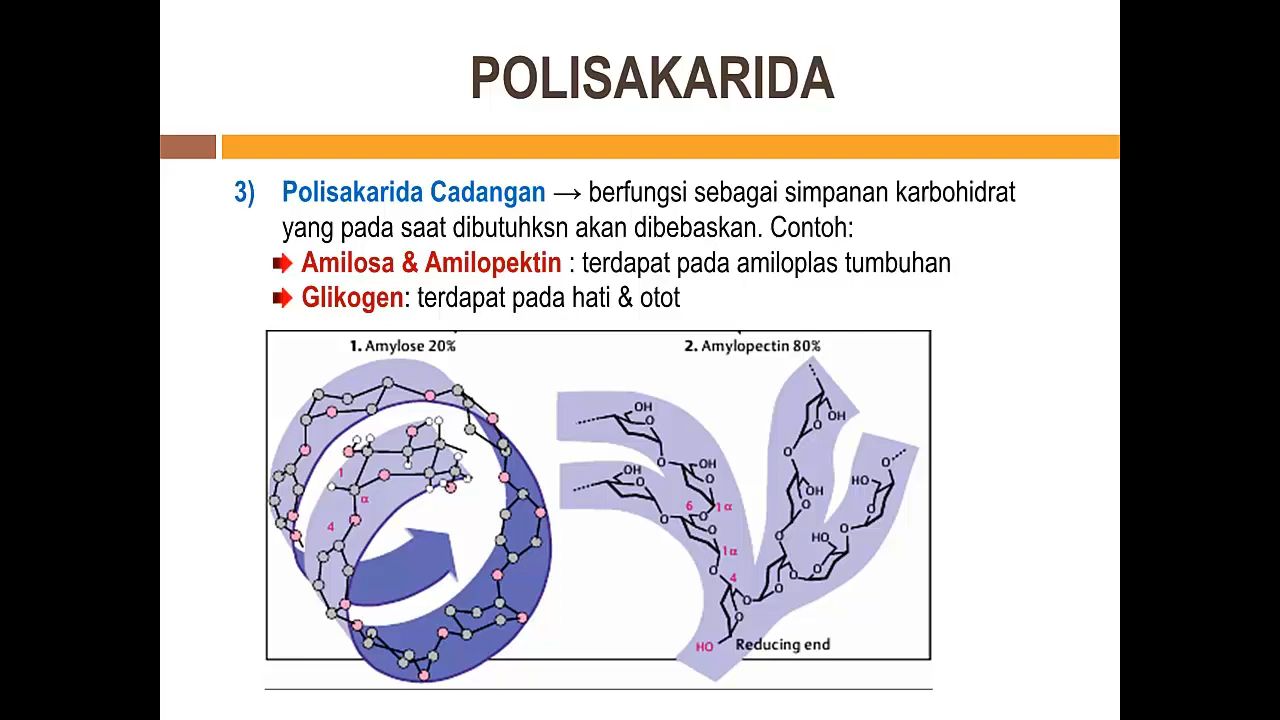 POLISAKARIDA
3) Polisakarida Cadangan → berfungsi sebagai simpanan karbohidrat
yang pada saat dibutuhksn akan dibebaskan. Contoh:
Amilosa & Amilopektin : terdapat pada amiloplas tumbuhan
Glikogen: terdapat pada hati & otot
1. Amylose 20%
1
α
4
2. Amylopectin 80%
OH
O
O
OH
O
OH
O
O
OH
O
O
6
1α
O
1α
O
4
O
O
HO
Reducing end
OH
O
O
OH
O
O
O
O
O
HO
O
O
HO
O
O